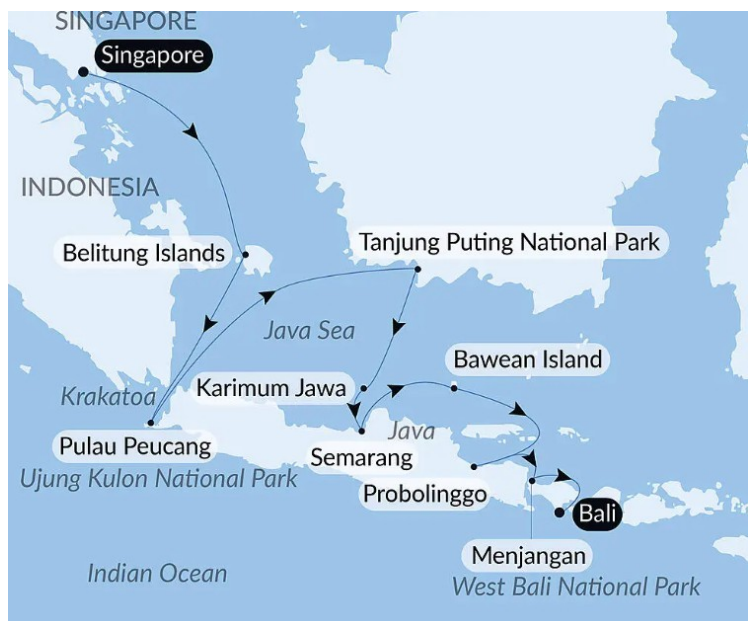 SINGAPORE
Singapore
INDONESIA
Tanjung Puting National Park
Belitung Islands
Java Sea
Bawean Island
Krakatoa
Karimum Jawa
Java
Pulau Peucang
Semarang
Ujung Kulon National Park
Probolinggo
Bali
Menjangan
Indian Ocean
West Bali National Park